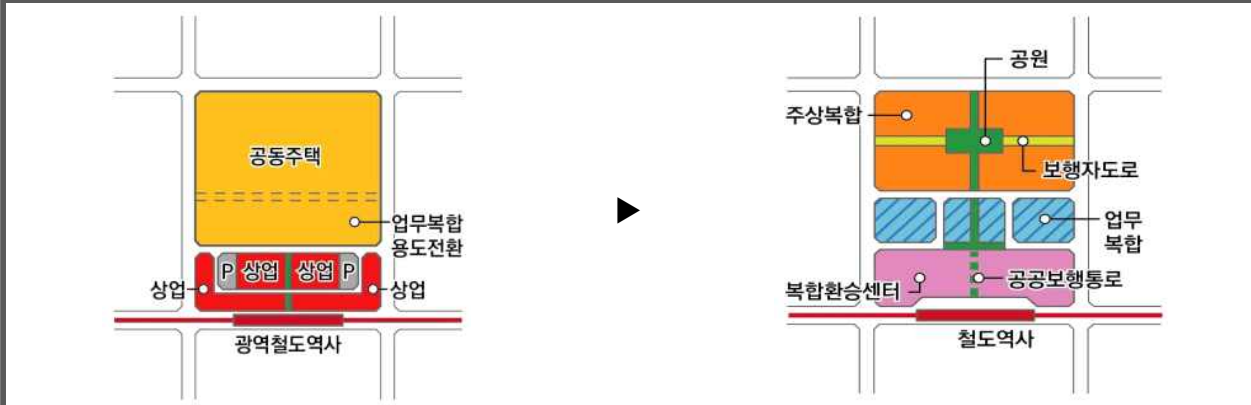 공동주택
업무복합
용도전환
P 상업 상업 P
상업
상업
광역철도역사
▶
공원
주상복합
보행자도로
업무
복합
복합환승센터
공공보행통로
철도역사